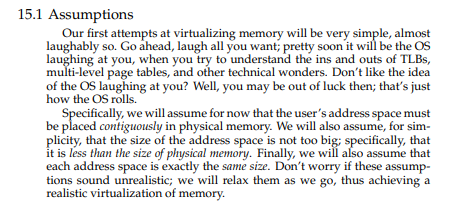 15.1 Assumptions
Our first attempts at virtualizing memory will be very simple, almost
laughably so. Go ahead, laugh all you want; pretty soon it will be the OS
laughing at you, when you try to understand the ins and outs of TLBs,
multi-level page tables, and other technical wonders. Don't like the idea
of the OS laughing at you? Well, you may be out of luck then; that's just
how the OS rolls.
Specifically, we will assume for now that the user's address space must
be placed contiguously in physical memory. We will also assume, for sim-
plicity, that the size of the address space is not too big; specifically, that
it is less than the size of physical memory. Finally, we will also assume that
each address space is exactly the same size. Don't worry if these assump-
tions sound unrealistic; we will relax them as we go, thus achieving a
realistic virtualization of memory.